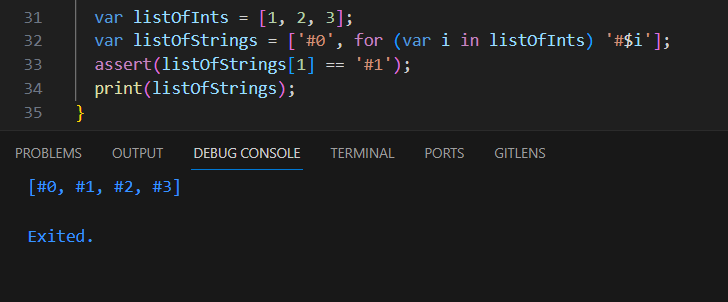 31 var listOfInts = [1, 2, 3];
32 var listOfStrings = ['#0', for (var i in listOfInts) '#$i'];
33 assert(listOfStrings[1] == '#1');
34 print(listOfStrings);
35 }
PROBLEMS OUTPUT DEBUG CONSOLE TERMINAL PORTS GITLENS
[#0, #1, #2, #3]
Exited.